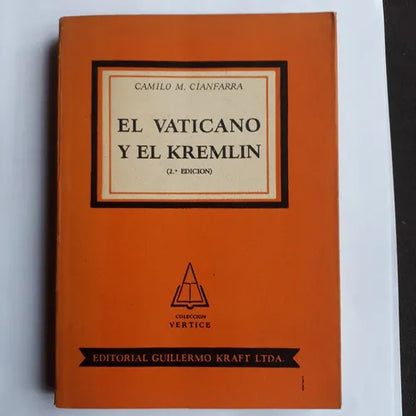 CAMILO M. CIANFARRA
EL VATICANO
Y EL KREMLIN
(2.ª EDICION)
COLECCION
VERTICE
EDITORIAL GUILLERMO KRAFT LTDA.